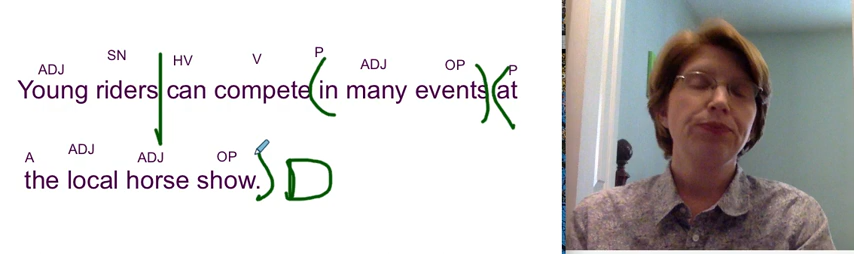 ADJ SN HV V P ADJ OP P
Young riders can compete in many events at
A ADJ ADJ OP
the local horse show. D